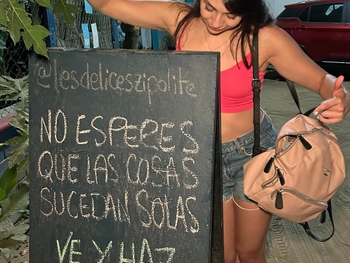 @lesdeliceszipolite
NO ESPERES
QUE LAS COSAS
SUCEDAN SOLAS
VE Y HAZ